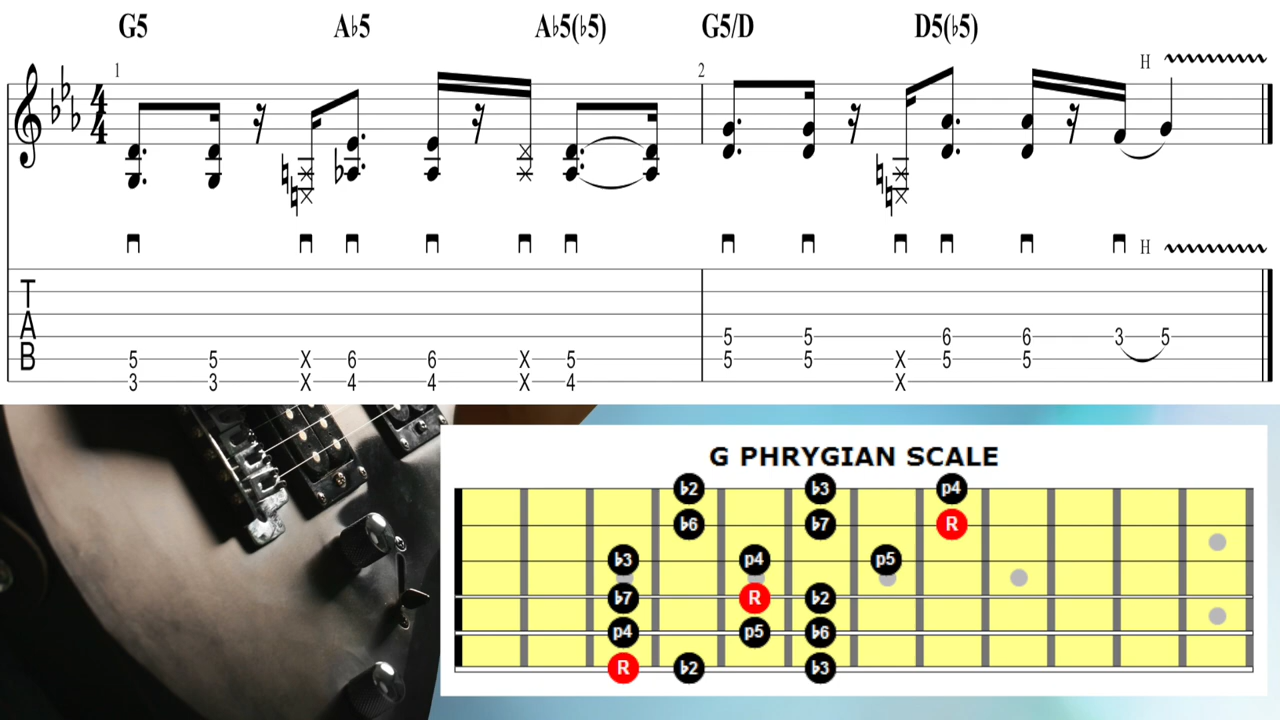 G5 A♭5 A♭5(♭5) G5/D D5(♭5)
1 2 H
4
4
H
T
A
B
5 5 6 6 3 5
5 5 X 6 6 X 5 5 5 X 5 5
3 3 X 4 4 X 4 X
G PHRYGIAN SCALE
♭2 ♭3 p4
♭6 ♭7 R
♭3 p4 p5
♭7 R ♭2
p4 p5 ♭6
R ♭2 ♭3